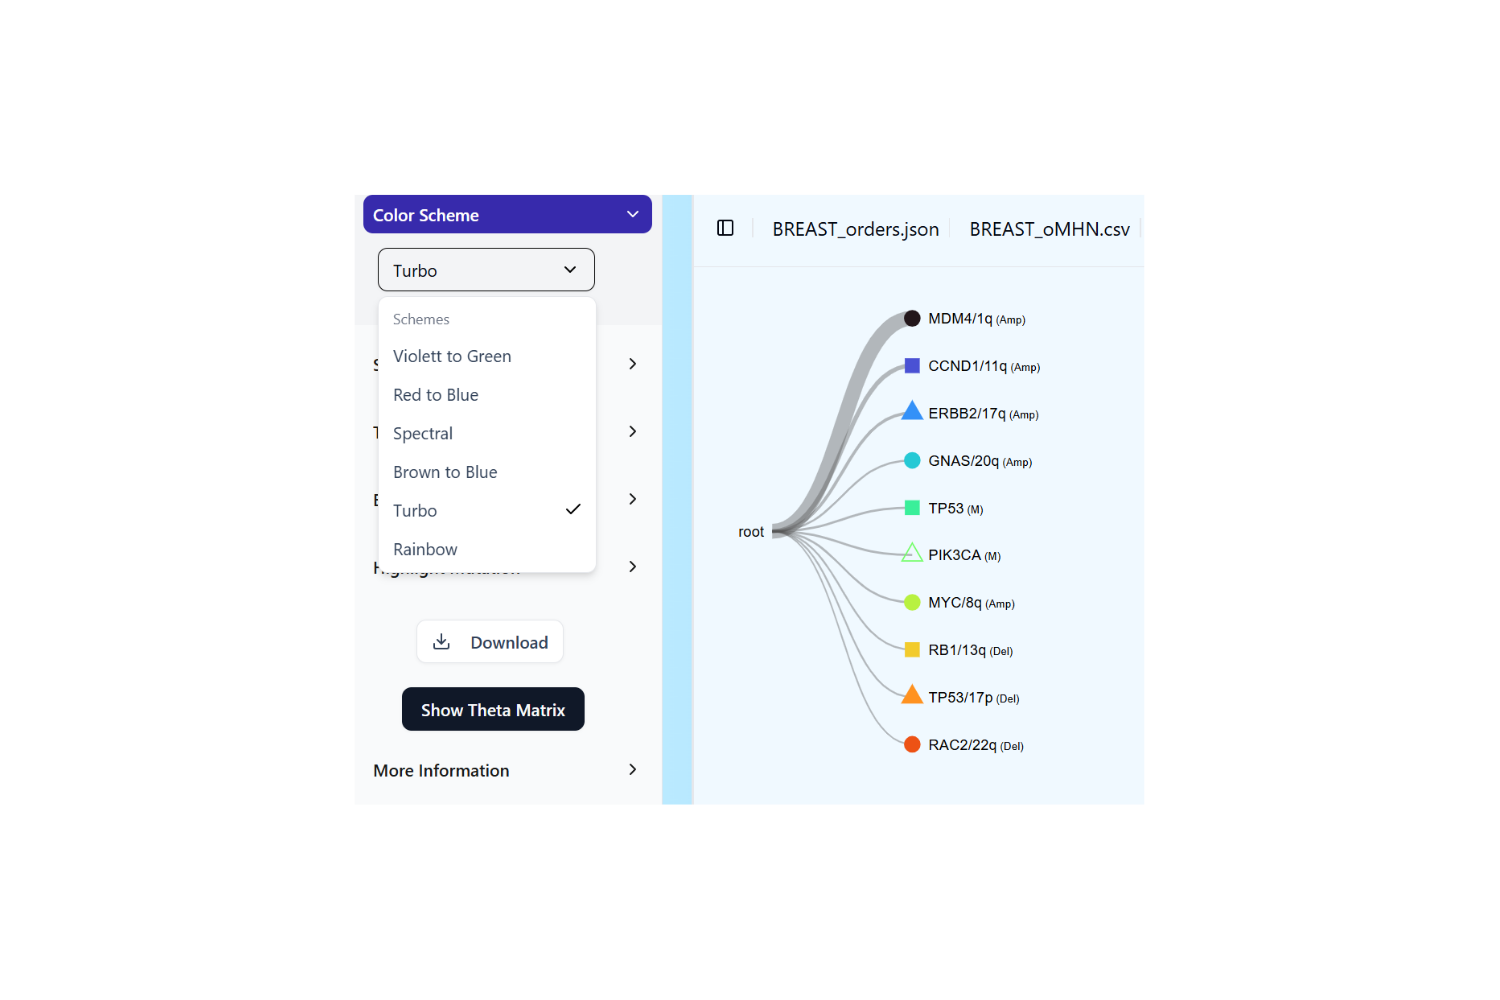 Color Scheme
Turbo
Schemes
Violett to Green
Red to Blue
Spectral
Brown to Blue
Turbo
Rainbow
Download
Show Theta Matrix
More Information
BREAST_orders.json
BREAST_oMHN.csv
root
MDM4/1q (Amp)
CCND1/11q (Amp)
ERBB2/17q (Amp)
GNAS/20q (Amp)
TP53 (M)
PIK3CA (M)
MYC/8q (Amp)
RB1/13q (Del)
TP53/17p (Del)
RAC2/22q (Del)